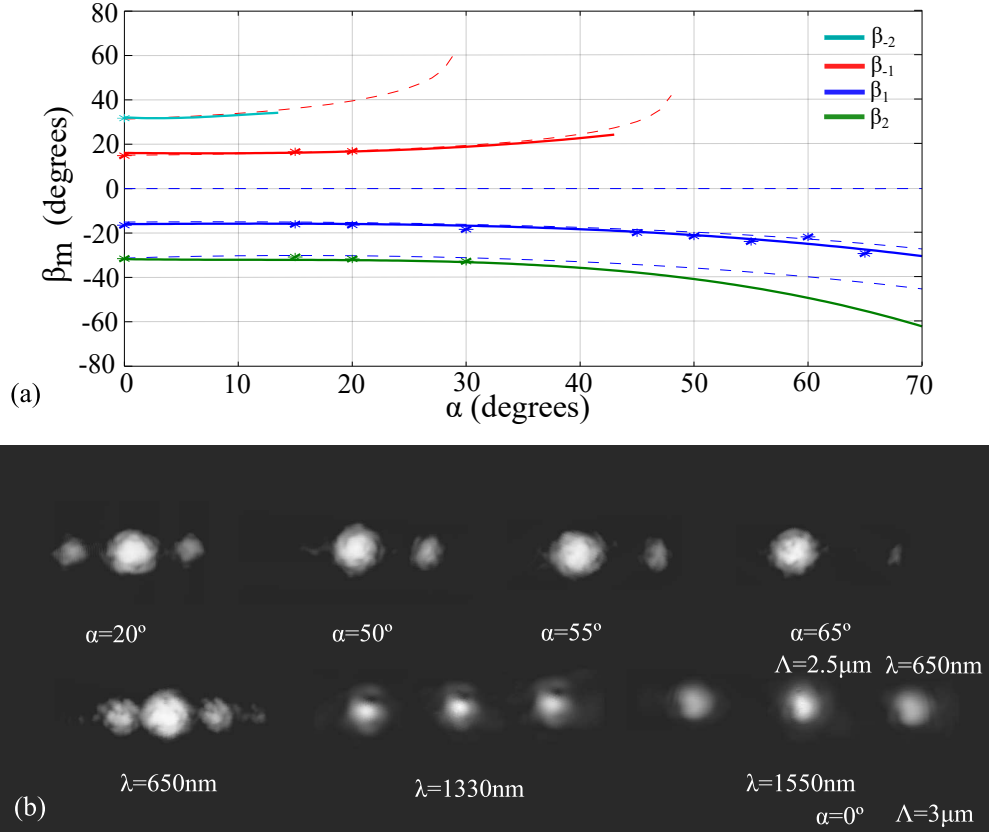 80
60
40
20
0
-20
-40
-60
-80
βm (degrees)
β-2
β-1
β1
β2
0 10 20 30 40 50 60 70
α (degrees)
(a)
α=20º α=50º α=55º α=65º
Λ=2.5μm λ=650nm
λ=650nm λ=1330nm λ=1550nm
α=0º Λ=3μm
(b)